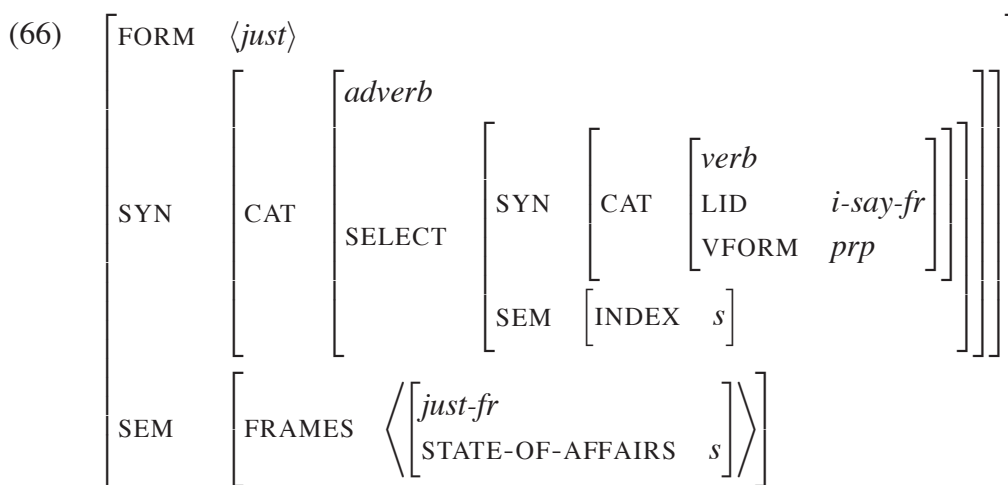 (66) FORM ⟨just⟩
adverb
verb
SYN CAT SELECT SYN CAT LID i-say-fr
VFORM prp
SEM INDEX s
just-fr
SEM FRAMES ⟨ ⟩
STATE-OF-AFFAIRS s